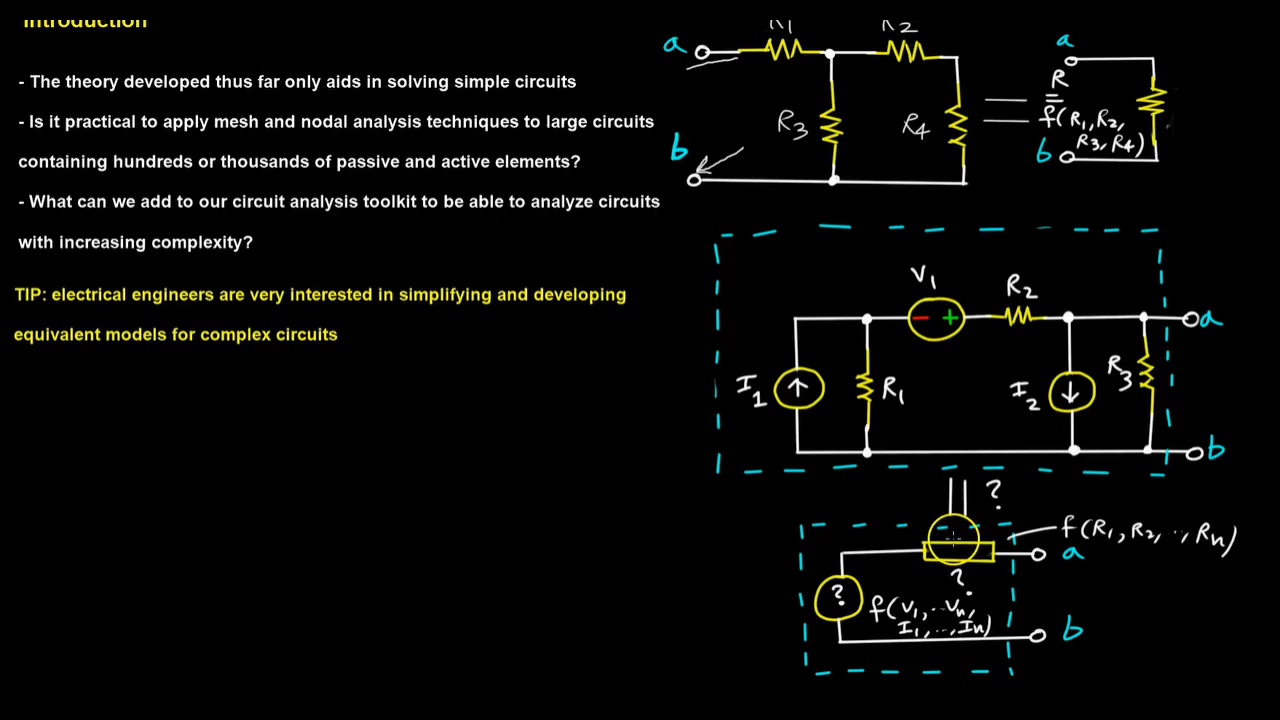 Introduction
- The theory developed thus far only aids in solving simple circuits
- Is it practical to apply mesh and nodal analysis techniques to large circuits
containing hundreds or thousands of passive and active elements?
- What can we add to our circuit analysis toolkit to be able to analyze circuits
with increasing complexity?
TIP: electrical engineers are very interested in simplifying and developing
equivalent models for complex circuits
R1 R2
a
R3 R4
b
a
R
=
f(R1, R2,
R3, R4)
b
V1 R2
a
I1 R1 I2 R3
b
?
f(R1, R2, .., Rn)
a
?
? f(V1, ..Vn,
I1, .., In)
b